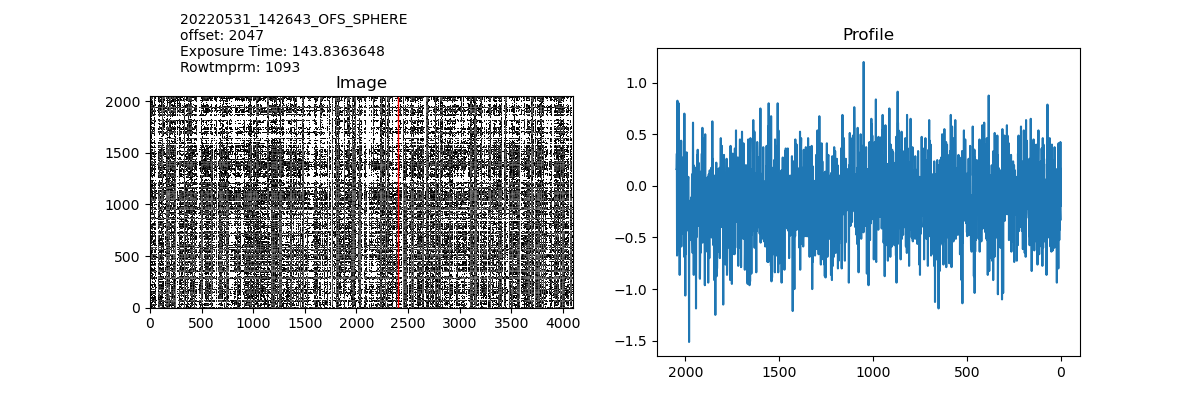 20220531_142643_OFS_SPHERE
offset: 2047
Exposure Time: 143.8363648
Rowtmprm: 1093
Image
2000
1500
1000
500
0
0 500 1000 1500 2000 2500 3000 3500 4000
Profile
1.0
0.5
0.0
−0.5
−1.0
−1.5
2000 1500 1000 500 0